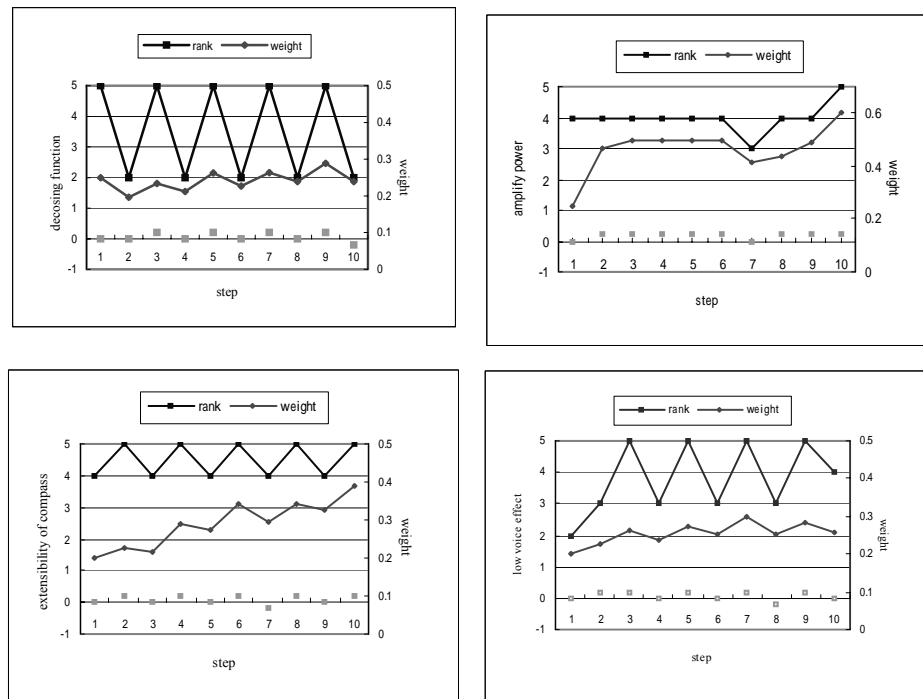 rank weight
decosing function
5
4
3
2
1
0
-1
0.5
0.4
0.3
0.2
0.1
0
weight
1 2 3 4 5 6 7 8 9 10
step
rank weight
amplify power
5
4
3
2
1
0
-1
0.6
0.4
0.2
0
weight
1 2 3 4 5 6 7 8 9 10
step
rank weight
extensibility of compass
5
4
3
2
1
0
-1
0.5
0.4
0.3
0.2
0.1
0
weight
1 2 3 4 5 6 7 8 9 10
step
rank weight
low voice effect
5
4
3
2
1
0
-1
0.5
0.4
0.3
0.2
0.1
0
weight
1 2 3 4 5 6 7 8 9 10
step